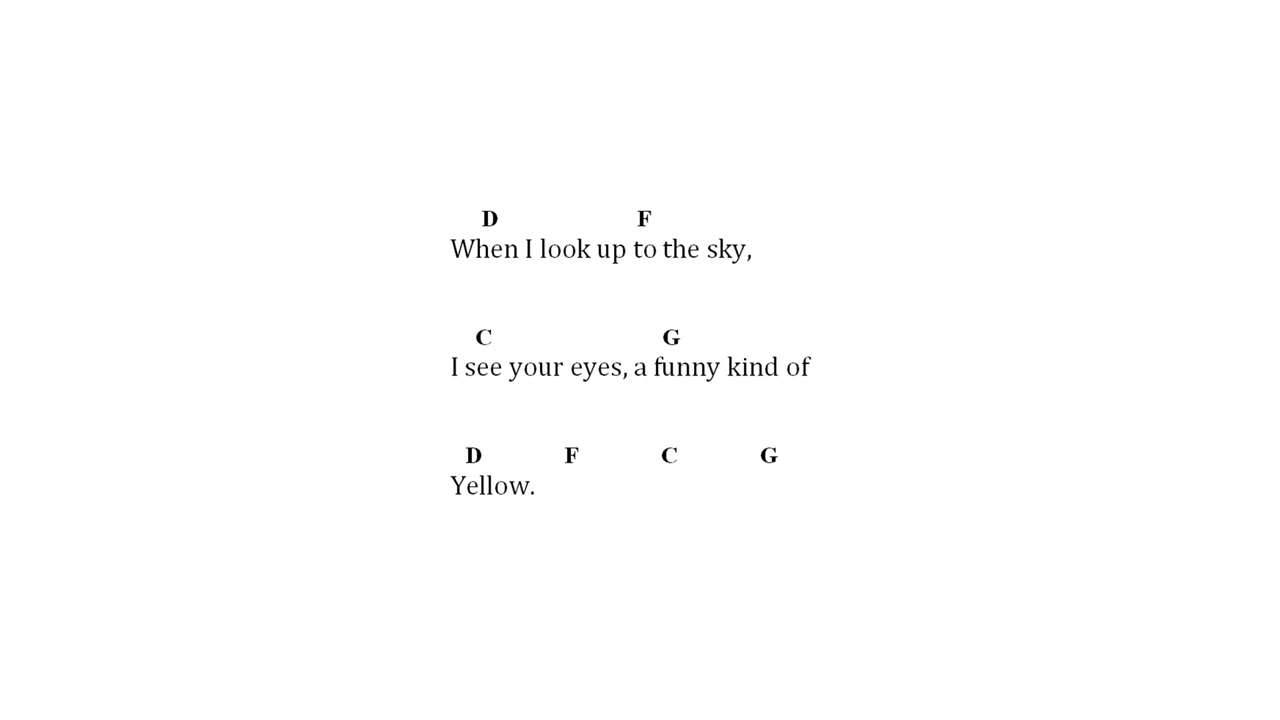 D F
When I look up to the sky,
C G
I see your eyes, a funny kind of
D F C G
Yellow.